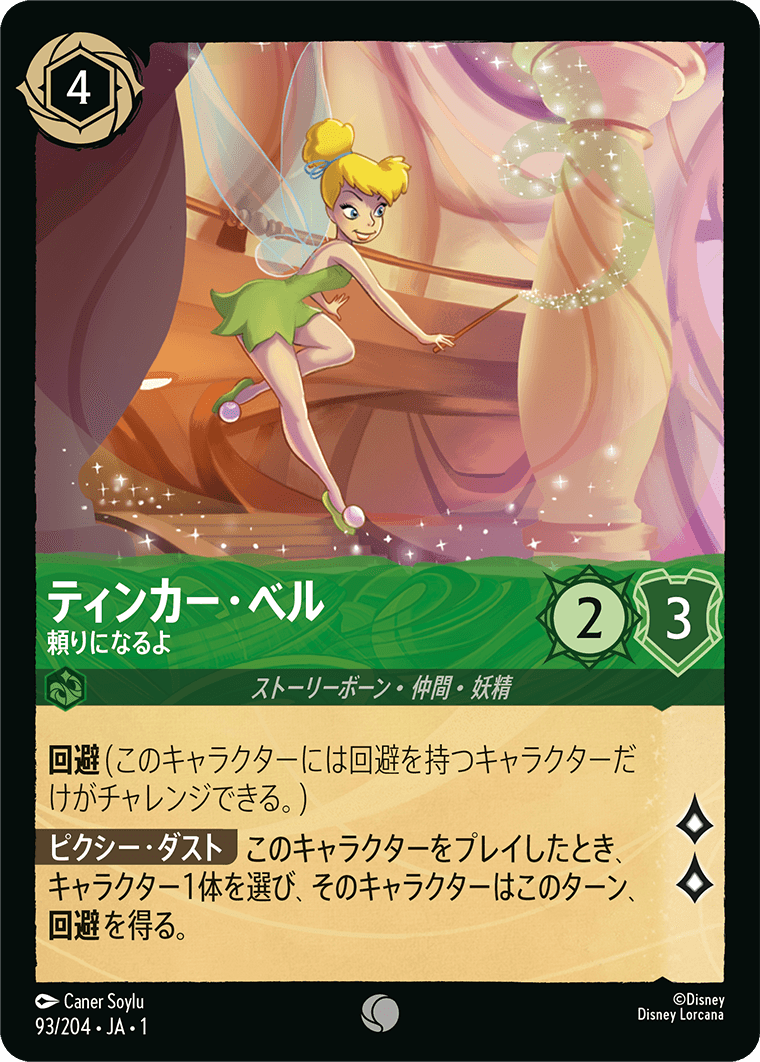 4
ティンカー・ベル
頼りになるよ
2
3
ストーリーボーン・仲間・妖精
回避(このキャラクターには回避を持つキャラクターだ
けがチャレンジできる。)
ピクシー・ダスト このキャラクターをプレイしたとき、
キャラクター1体を選び、そのキャラクターはこのターン、
回避を得る。
Caner Soylu
93/204・JA・1
©Disney
Disney Lorcana